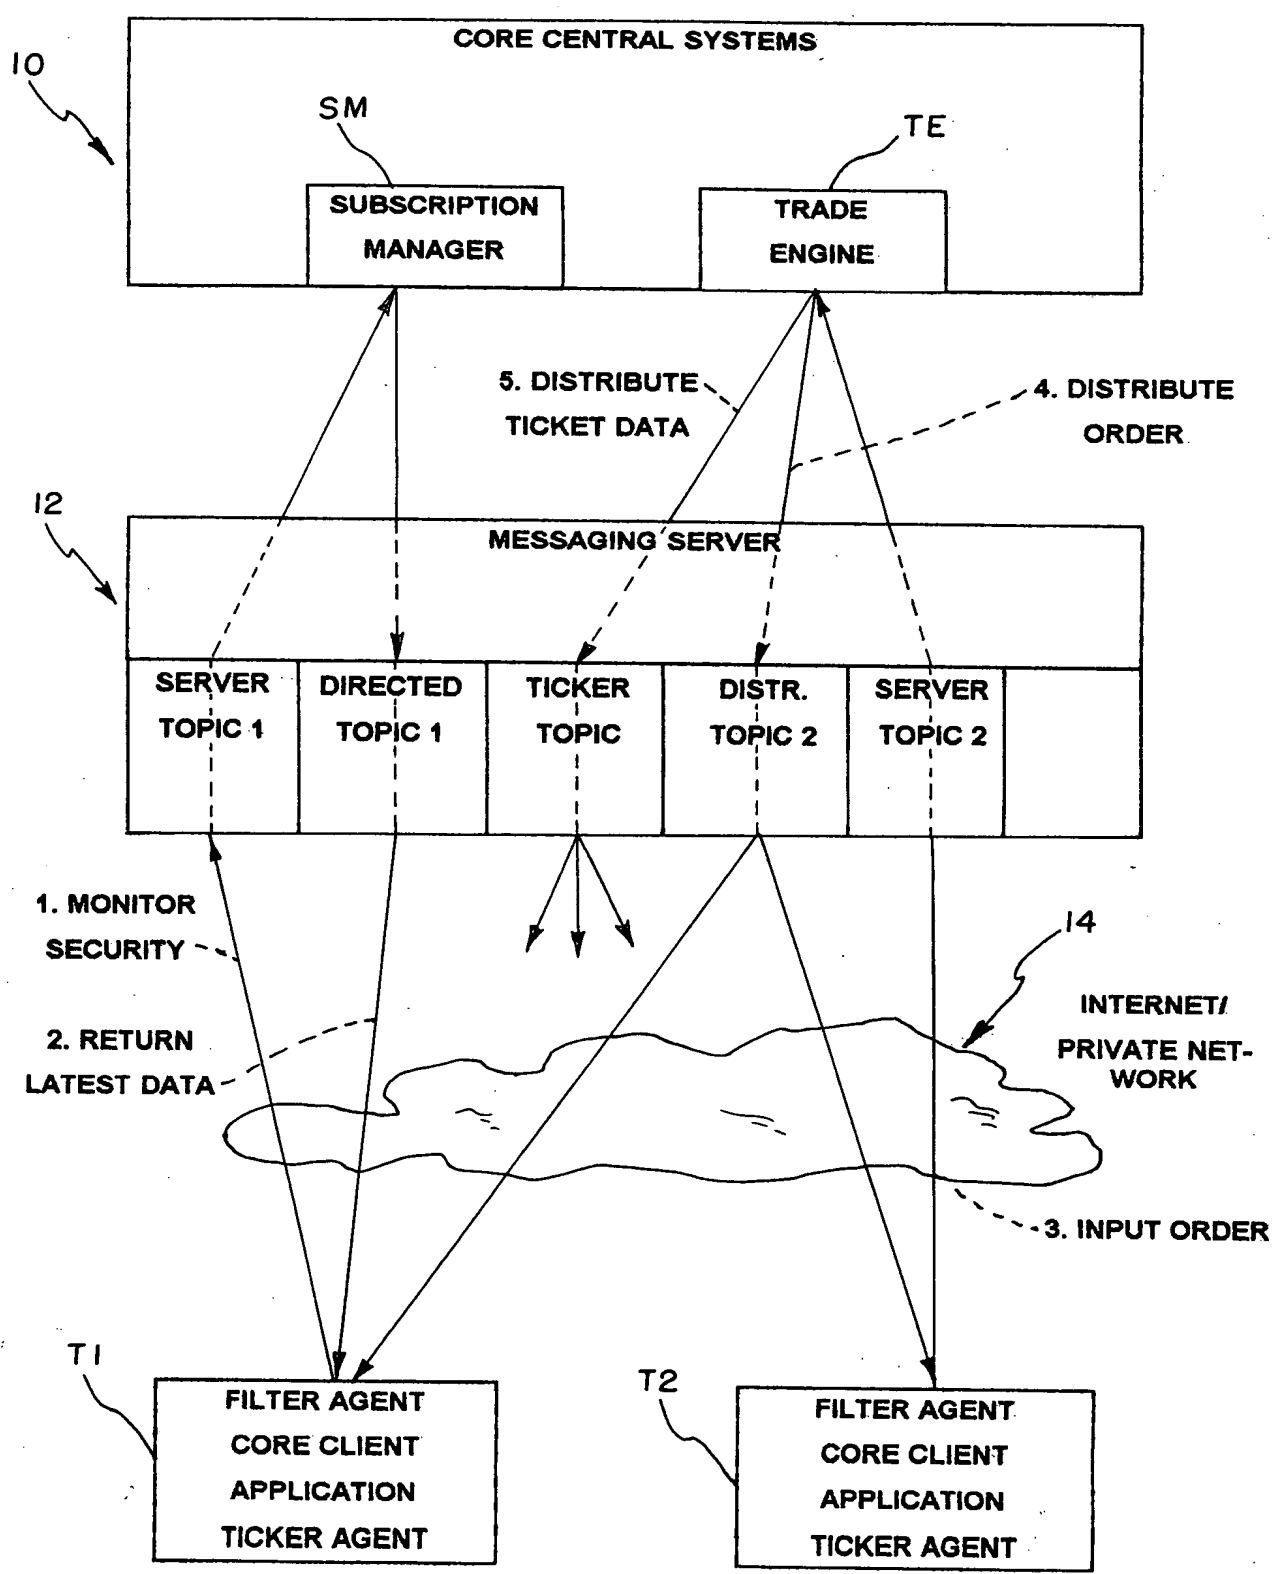 CORE CENTRAL SYSTEMS
10
SM
TE
SUBSCRIPTION
MANAGER
TRADE
ENGINE
5. DISTRIBUTE
TICKET DATA
4. DISTRIBUTE
ORDER
12
MESSAGING SERVER
SERVER
TOPIC 1
DIRECTED
TOPIC 1
TICKER
TOPIC
DISTR.
TOPIC 2
SERVER
TOPIC 2
1. MONITOR
SECURITY
14
INTERNET/
PRIVATE NET-
WORK
2. RETURN
LATEST DATA
3. INPUT ORDER
T1
FILTER AGENT
CORE CLIENT
APPLICATION
TICKER AGENT
T2
FILTER AGENT
CORE CLIENT
APPLICATION
TICKER AGENT